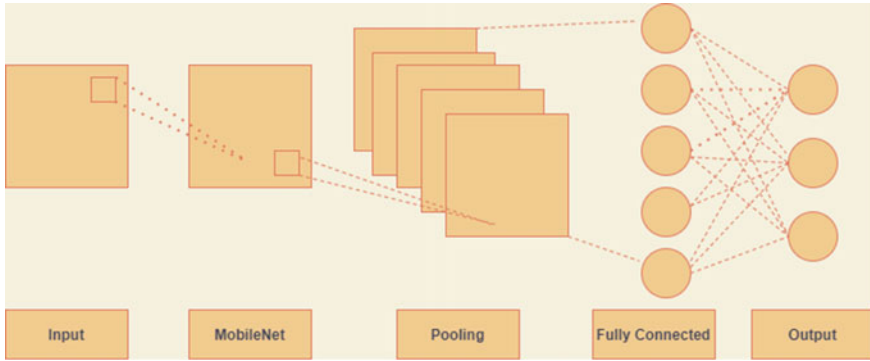 Input
MobileNet
Pooling
Fully Connected
Output